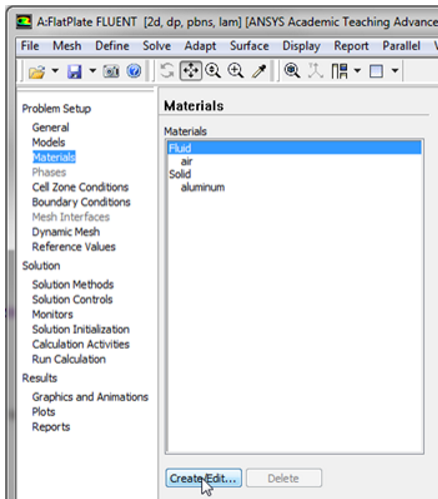 A:FlatPlate FLUENT [2d, dp, pbns, lam] [ANSYS Academic Teaching Advance
File Mesh Define Solve Adapt Surface Display Report Parallel
Problem Setup
General
Models
Materials
Phases
Cell Zone Conditions
Boundary Conditions
Mesh Interfaces
Dynamic Mesh
Reference Values
Solution
Solution Methods
Solution Controls
Monitors
Solution Initialization
Calculation Activities
Run Calculation
Results
Graphics and Animations
Plots
Reports
Materials
Materials
Fluid
air
Solid
aluminum
Create/Edit... Delete